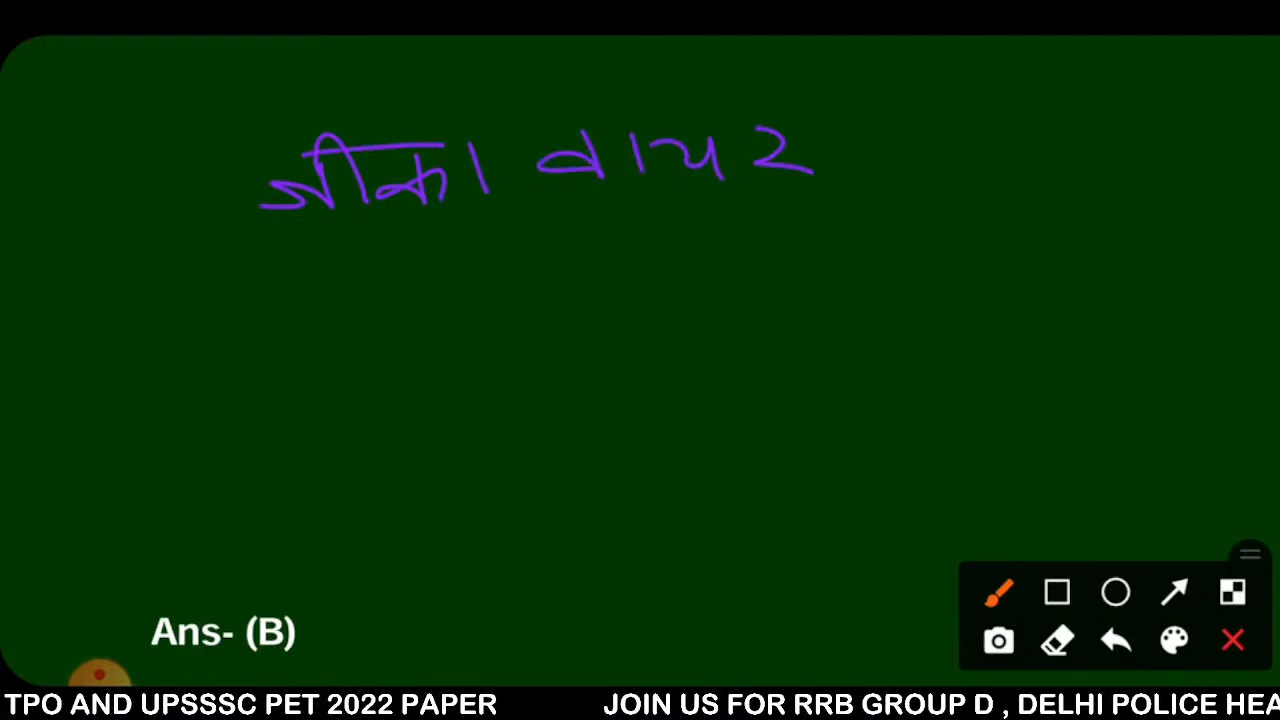 जीका वायर
Ans- (B)
TPO AND UPSSSC PET 2022 PAPER JOIN US FOR RRB GROUP D , DELHI POLICE HEA